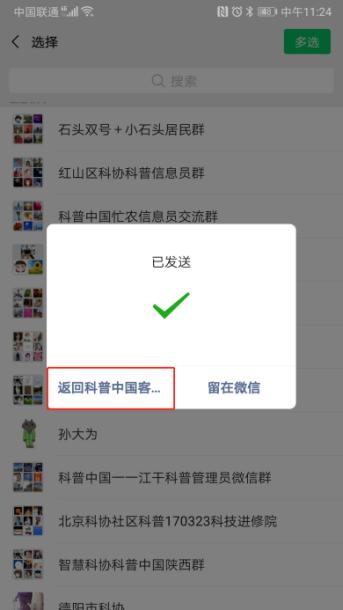 中国联通 中午11:24
选择
多选
搜索
石头双号＋小石头居民群
红山区科协科普信息员群
科普中国忙农信息员交流群
已发送
返回科普中国客... 留在微信
孙大为
科普中国一一江干科普管理员微信群
北京科协社区科普170323科技进修院
智慧科协科普中国陕西群
德阳市科协